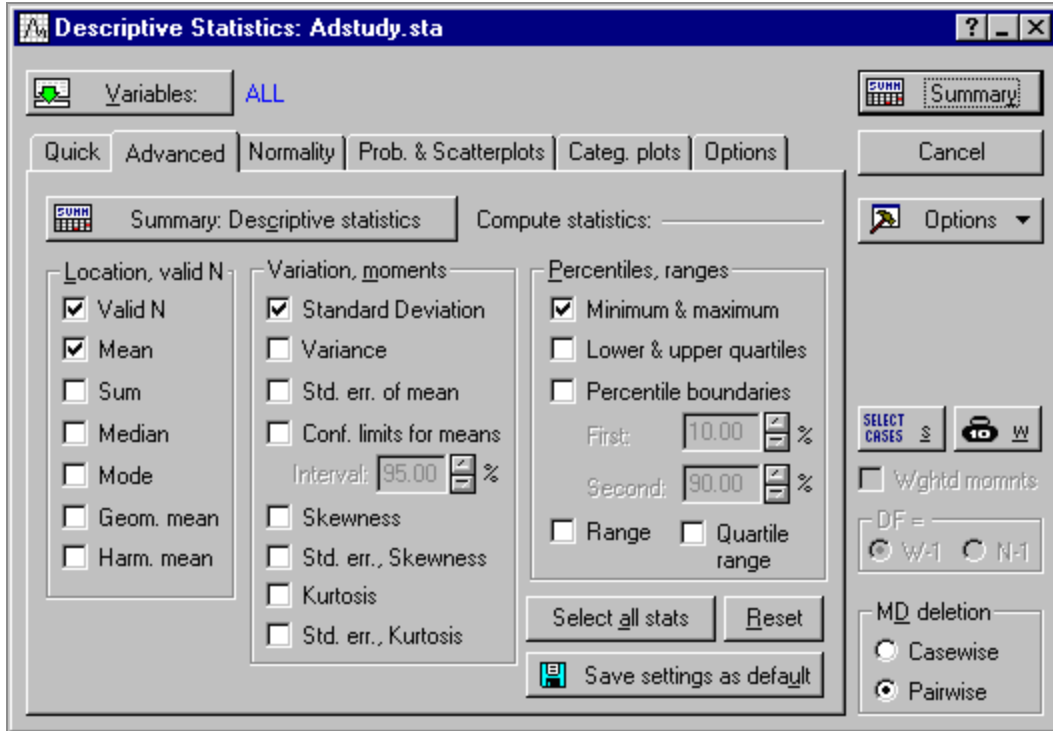 Descriptive Statistics: Adstudy.sta
Variables: ALL
SUMM Summary
Quick Advanced Normality Prob. & Scatterplots Categ. plots Options
Cancel
SUMM Summary: Descriptive statistics Compute statistics:
Options
Location, valid N
Valid N
Mean
Sum
Median
Mode
Geom. mean
Harm. mean
Variation, moments
Standard Deviation
Variance
Std. err. of mean
Conf. limits for means
Interval: 95.00 %
Skewness
Std. err., Skewness
Kurtosis
Std. err., Kurtosis
Percentiles, ranges
Minimum & maximum
Lower & upper quartiles
Percentile boundaries
First: 10.00 %
Second: 90.00 %
Range Quartile
range
Select all stats Reset
Save settings as default
SELECT
CASES S 10 W
Wghtd momnts
DF =
W-1 N-1
MD deletion
Casewise
Pairwise